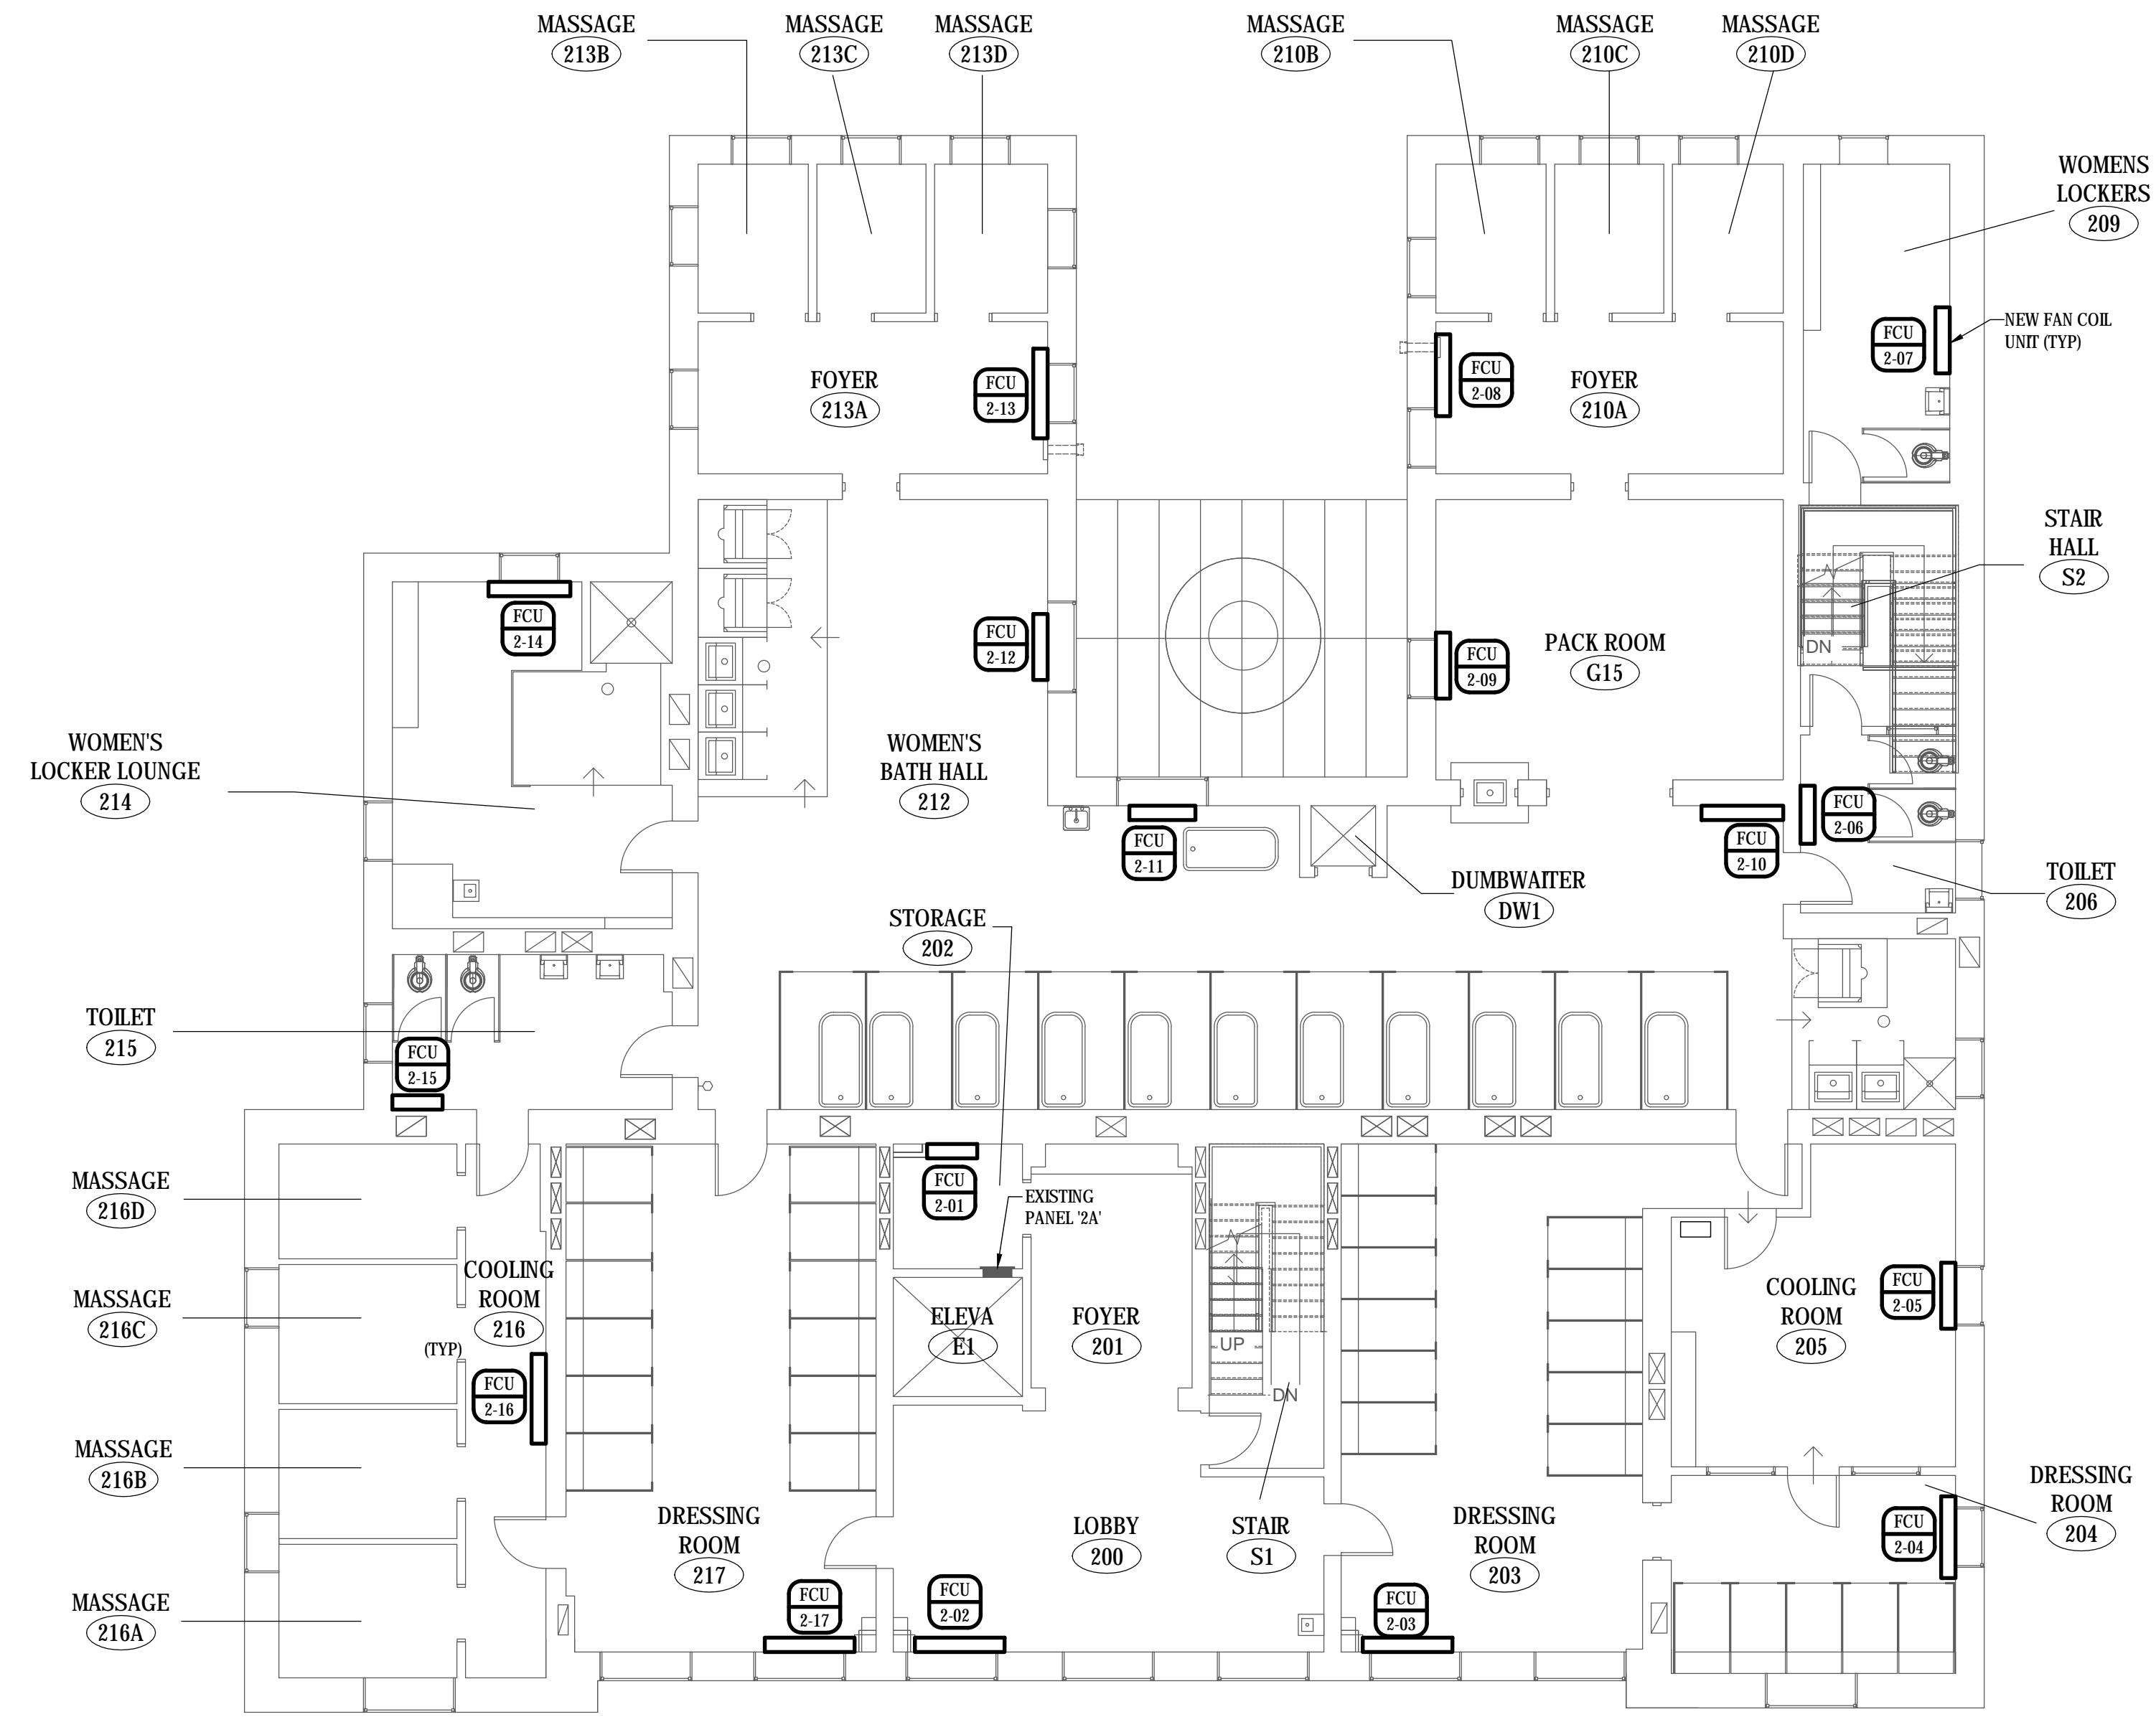 MASSAGE
213B
MASSAGE
213C
MASSAGE
213D
MASSAGE
210B
MASSAGE
210C
MASSAGE
210D
WOMENS
LOCKERS
209
NEW FAN COIL
UNIT (TYP)
FCU
2-07
FCU
2-08
FOYER
210A
FCU
2-13
FOYER
213A
STAIR
HALL
S2
DN
FCU
2-14
FCU
2-12
FCU
2-09
PACK ROOM
G15
WOMEN'S
LOCKER LOUNGE
214
WOMEN'S
BATH HALL
212
FCU
2-11
FCU
2-10
FCU
2-06
DUMBWAITER
DW1
TOILET
206
STORAGE
202
TOILET
215
FCU
2-15
MASSAGE
216D
FCU
2-01
EXISTING
PANEL '2A'
COOLING
ROOM
216
(TYP)
MASSAGE
216C
ELEVA
E1
FOYER
201
UP
DN
COOLING
ROOM
205
FCU
2-05
FCU
2-16
MASSAGE
216B
DRESSING
ROOM
217
LOBBY
200
STAIR
S1
DRESSING
ROOM
203
FCU
2-04
DRESSING
ROOM
204
MASSAGE
216A
FCU
2-17
FCU
2-02
FCU
2-03